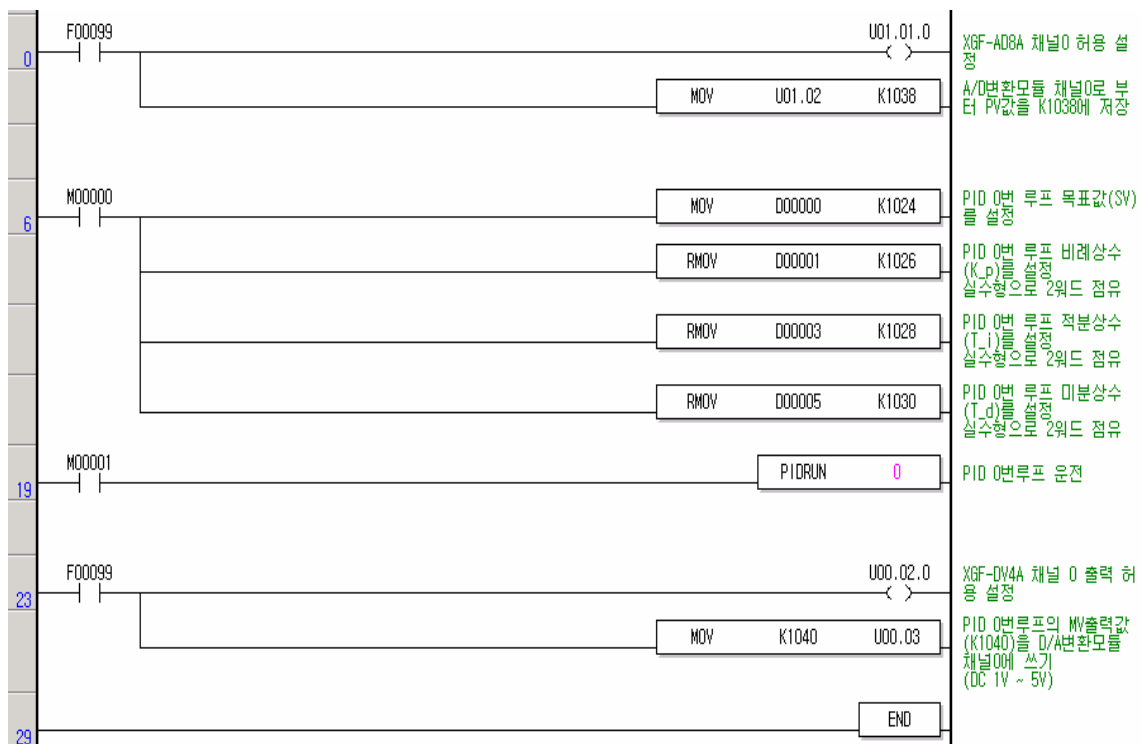 F00099 U01.01.0
0
XGF-AD8A 채널0 허용 설
정
MOV U01.02 K1038
A/D변환모듈 채널0로 부
터 PV값을 K1038에 저장
M00000
6
MOV D00000 K1024
PID 0번 루프 목표값(SV)
를 설정
RMOV D00001 K1026
PID 0번 루프 비례상수
(K_p)를 설정
실수형으로 2워드 점유
RMOV D00003 K1028
PID 0번 루프 적분상수
(T_i)를 설정
실수형으로 2워드 점유
RMOV D00005 K1030
PID 0번 루프 미분상수
(T_d)를 설정
실수형으로 2워드 점유
M00001
19
PIDRUN 0
PID 0번루프 운전
F00099 U00.02.0
23
XGF-DV4A 채널 0 출력 허
용 설정
MOV K1040 U00.03
PID 0번루프의 MV출력값
(K1040)을 D/A변환모듈
채널0에 쓰기
(DC 1V ~ 5V)
29
END